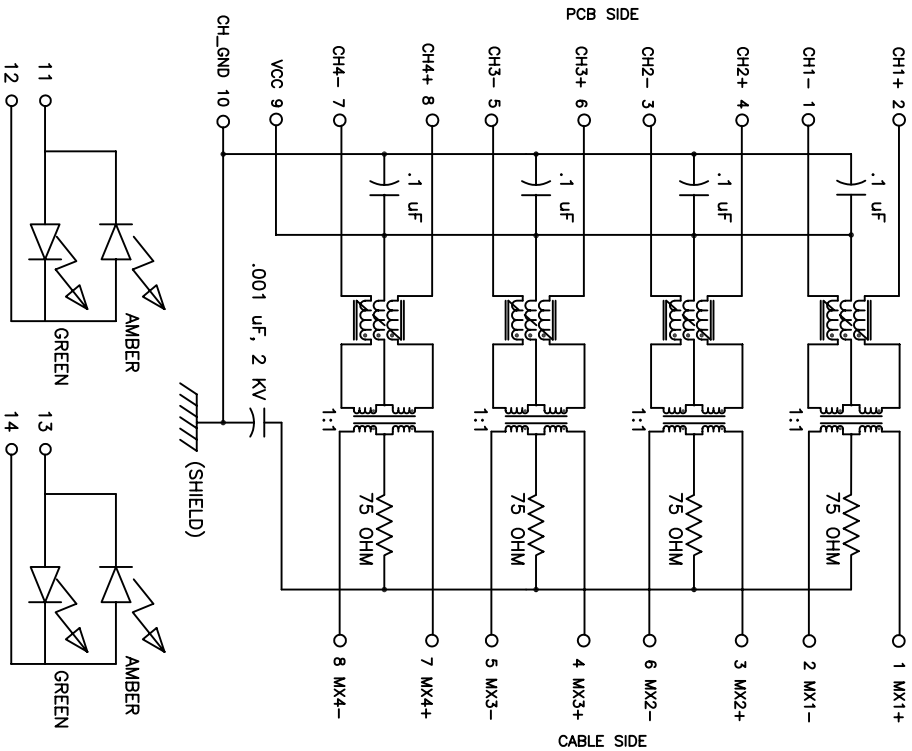 PCB SIDE
CH1+ 2
CH1- 1
CH2+ 4
CH2- 3
CH3+ 6
CH3- 5
CH4+ 8
CH4- 7
VCC 9
CH_GND 10
.1 uF
.1 uF
.1 uF
.1 uF
1:1
1:1
1:1
1:1
75 OHM
75 OHM
75 OHM
75 OHM
.001 uF, 2 KV
(SHIELD)
1 MX1+
2 MX1-
3 MX2+
6 MX2-
4 MX3+
5 MX3-
7 MX4+
8 MX4-
CABLE SIDE
11
12
AMBER
GREEN
13
14
AMBER
GREEN